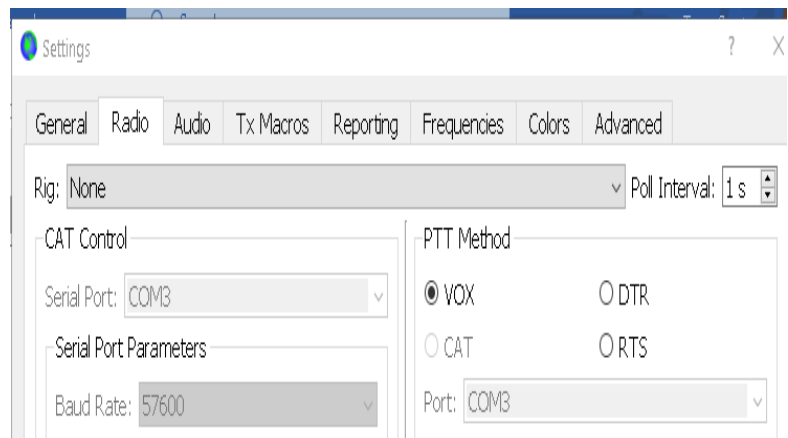 Settings ? X
General Radio Audio Tx Macros Reporting Frequencies Colors Advanced
Rig: None Poll Interval: 1 s
CAT Control
Serial Port: COM3
Serial Port Parameters
Baud Rate: 57600
PTT Method
VOX DTR
CAT RTS
Port: COM3